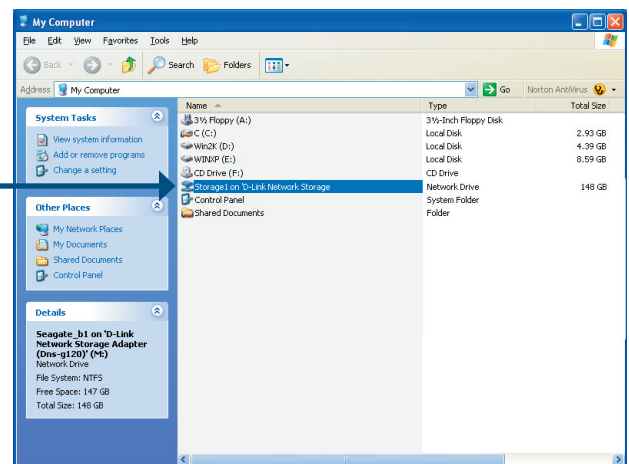 My Computer
File Edit View Favorites Tools Help
Back Search Folders
Address My Computer Go Norton AntiVirus
System Tasks
View system information
Add or remove programs
Change a setting
Other Places
My Network Places
My Documents
Shared Documents
Control Panel
Details
Seagate_b1 on 'D-Link
Network Storage Adapter
(Dns-g120)' (M:)
Network Drive
File System: NTFS
Free Space: 147 GB
Total Size: 148 GB
Name Type Total Size
3½ Floppy (A:) 3½-Inch Floppy Disk
C (C:) Local Disk 2.93 GB
Win2K (D:) Local Disk 4.39 GB
WINXP (E:) Local Disk 8.59 GB
CD Drive (F:) CD Drive
Storage1 on 'D-Link Network Storage Network Drive 148 GB
Control Panel System Folder
Shared Documents Folder